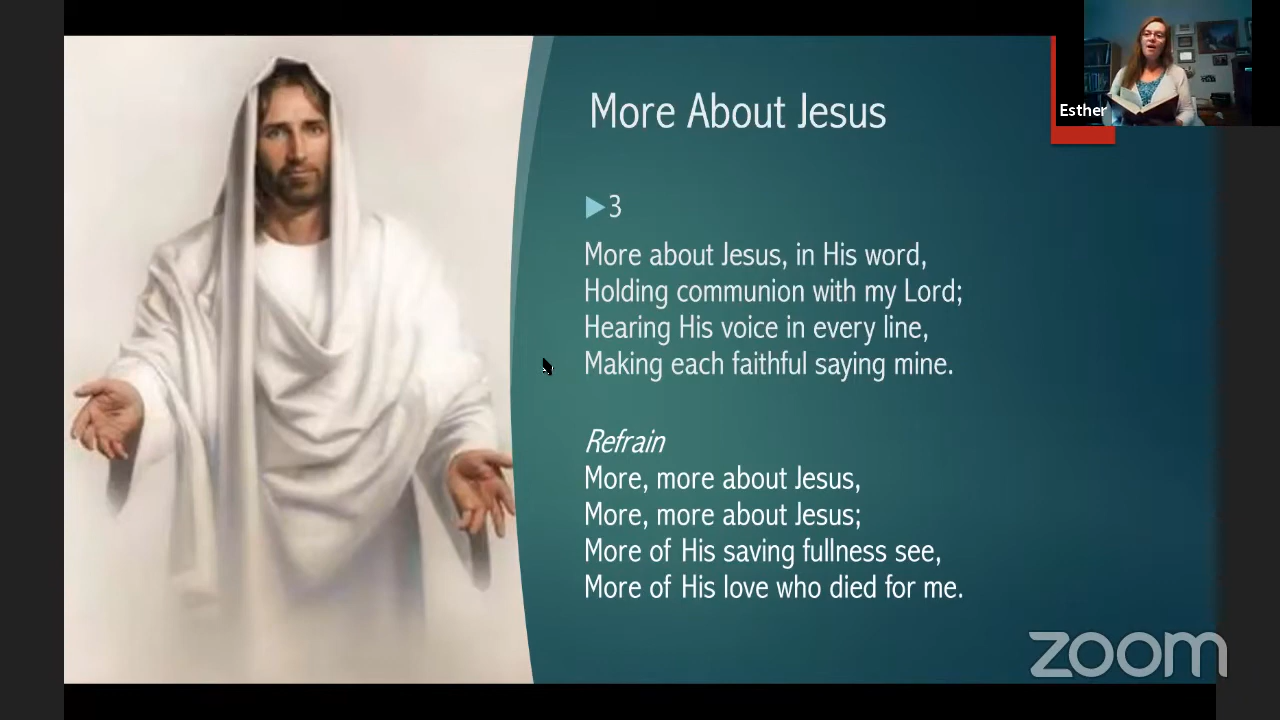 More About Jesus
Esther
3
More about Jesus, in His word,
Holding communion with my Lord;
Hearing His voice in every line,
Making each faithful saying mine.
Refrain
More, more about Jesus,
More, more about Jesus;
More of His saving fullness see,
More of His love who died for me.
zoom